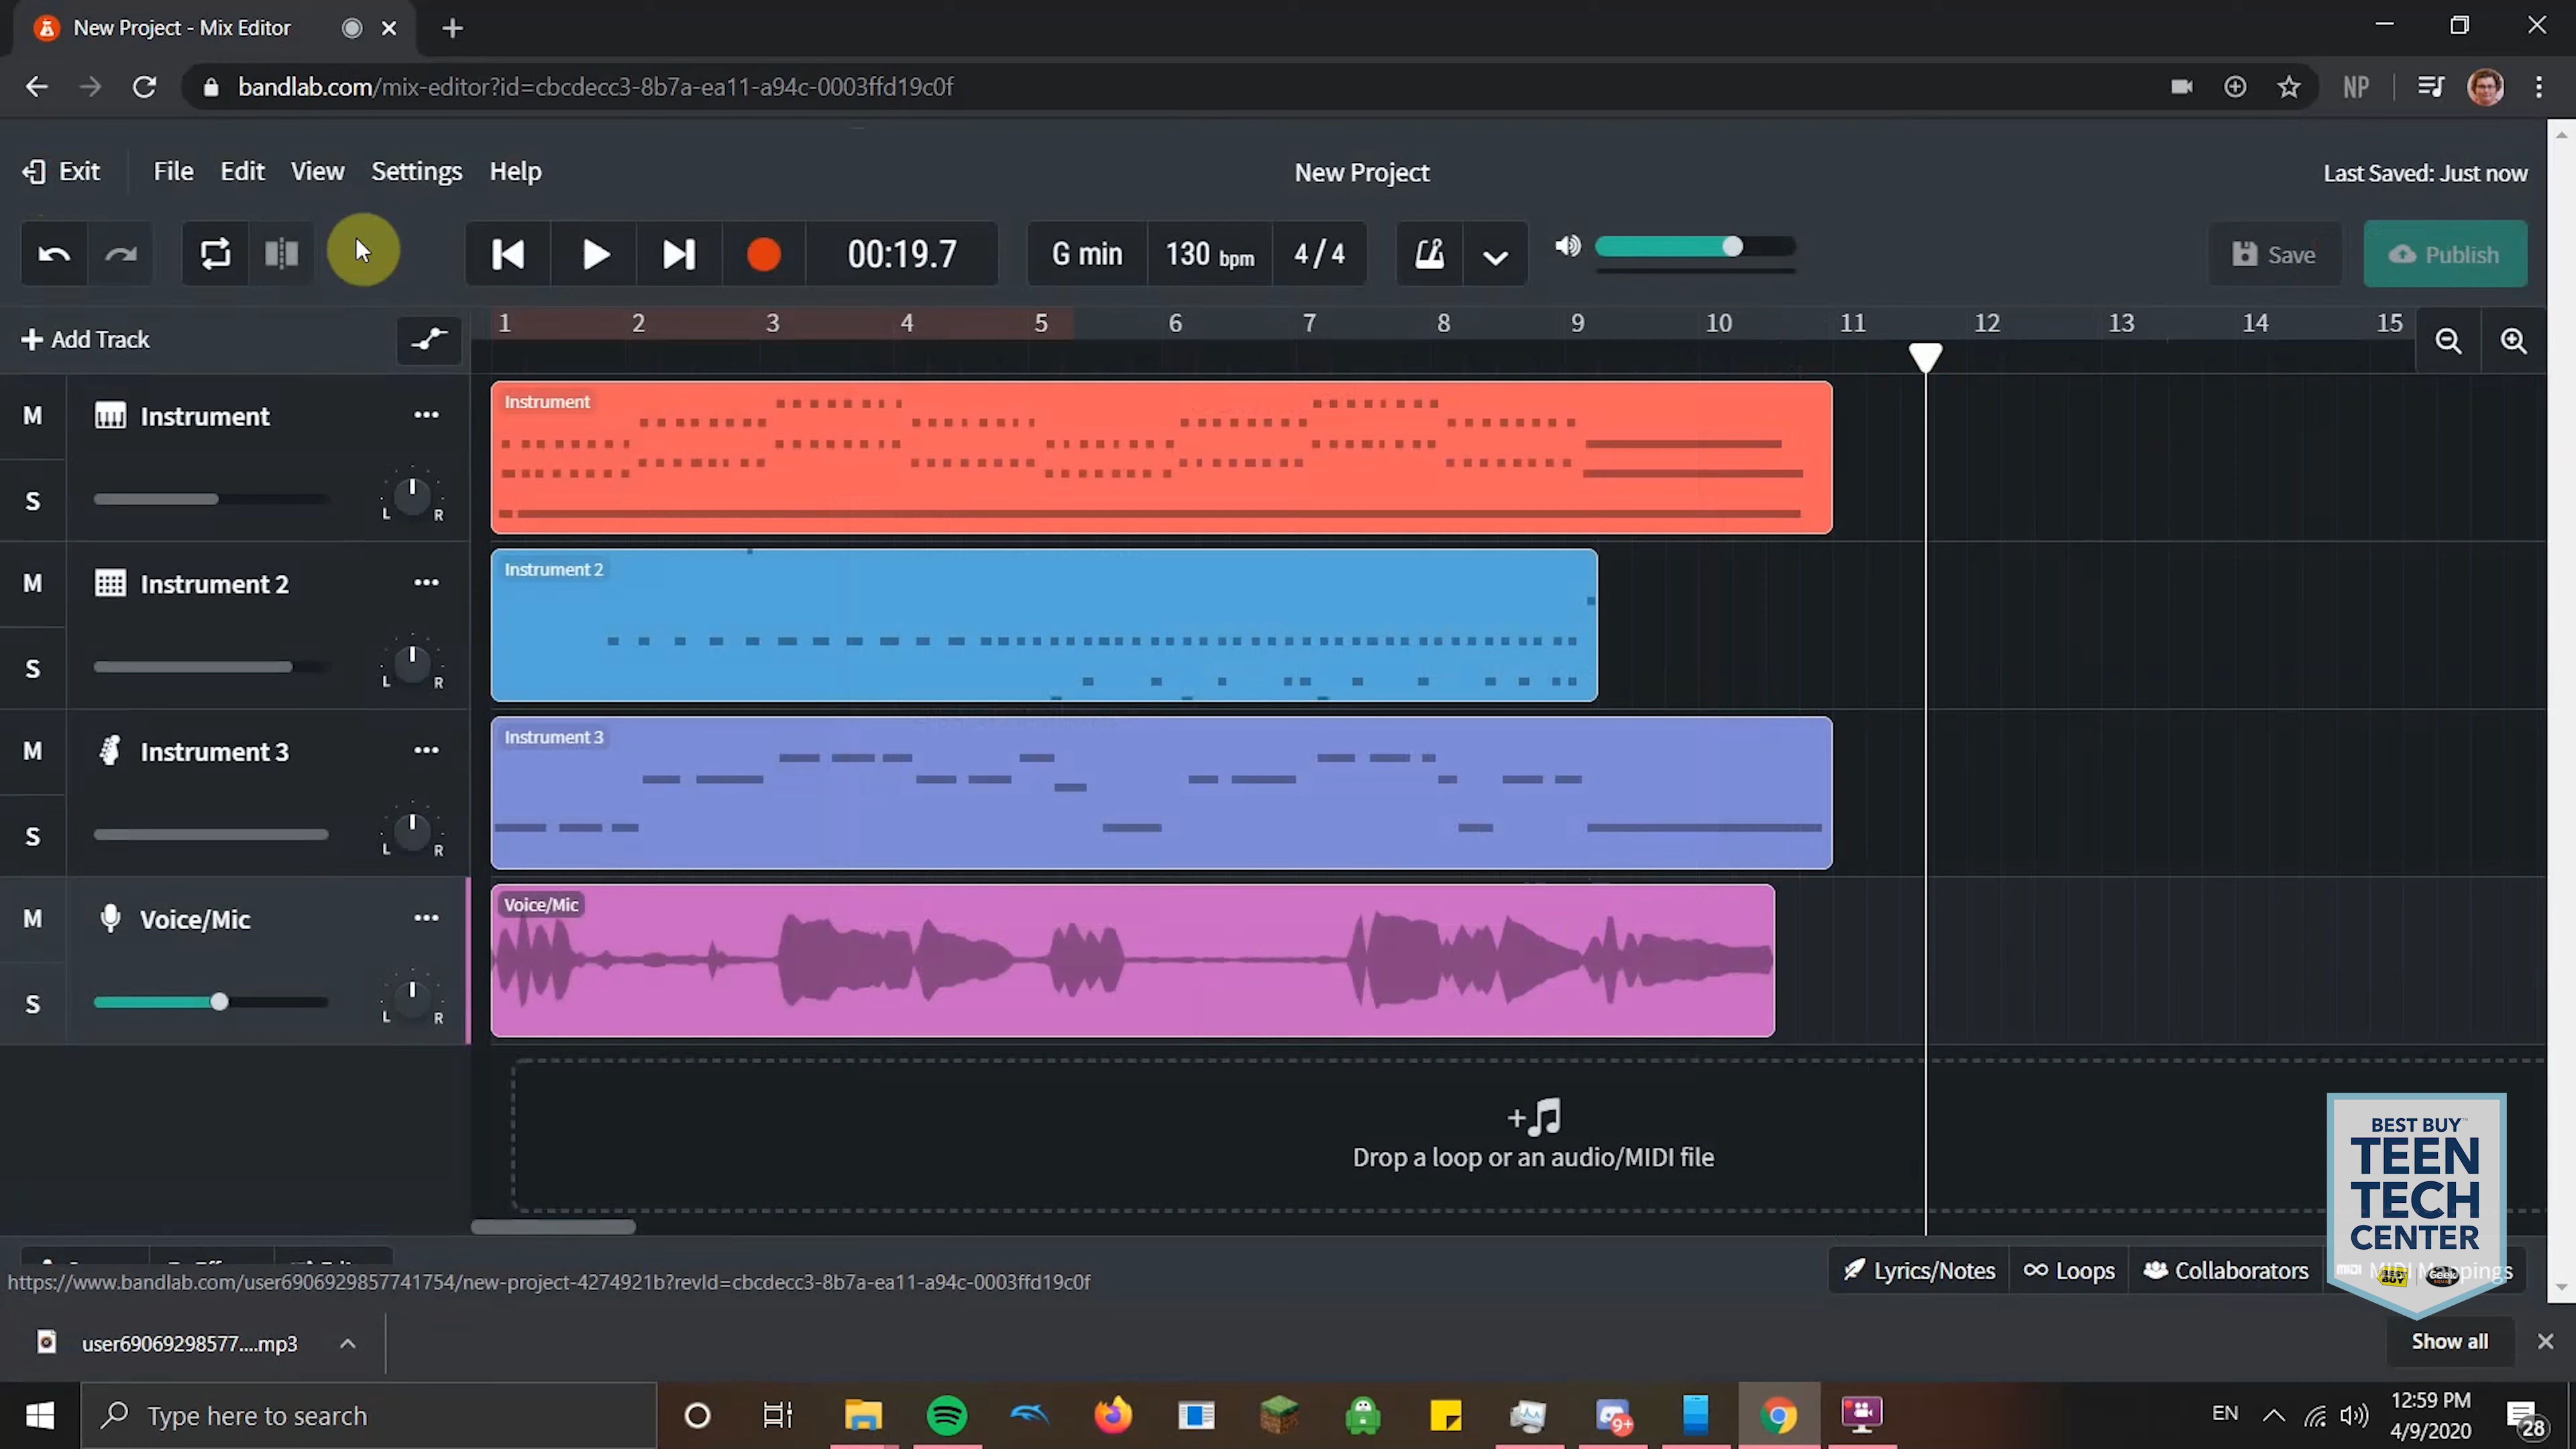 New Project - Mix Editor
bandlab.com/mix-editor?id=cbcdecc3-8b7a-ea11-a94c-0003ffd19c0f
NP
Exit File Edit View Settings Help
New Project
Last Saved: Just now
00:19.7
G min 130 bpm 4/4
Save
Publish
+ Add Track
1 2 3 4 5 6 7 8 9 10 11 12 13 14 15
M Instrument ...
S L R
Instrument
M Instrument 2 ...
S L R
Instrument 2
M Instrument 3 ...
S L R
Instrument 3
M Voice/Mic ...
S L R
Voice/Mic
Drop a loop or an audio/MIDI file
BEST BUY™
TEEN
TECH
CENTER
BEST BUY
Geek
Lyrics/Notes Loops Collaborators MIDI
https://www.bandlab.com/user6906929857741754/new-project-4274921b?revId=cbcdecc3-8b7a-ea11-a94c-0003ffd19c0f
user69069298577....mp3
Show all
Type here to search
9+
EN
12:59 PM
4/9/2020
28